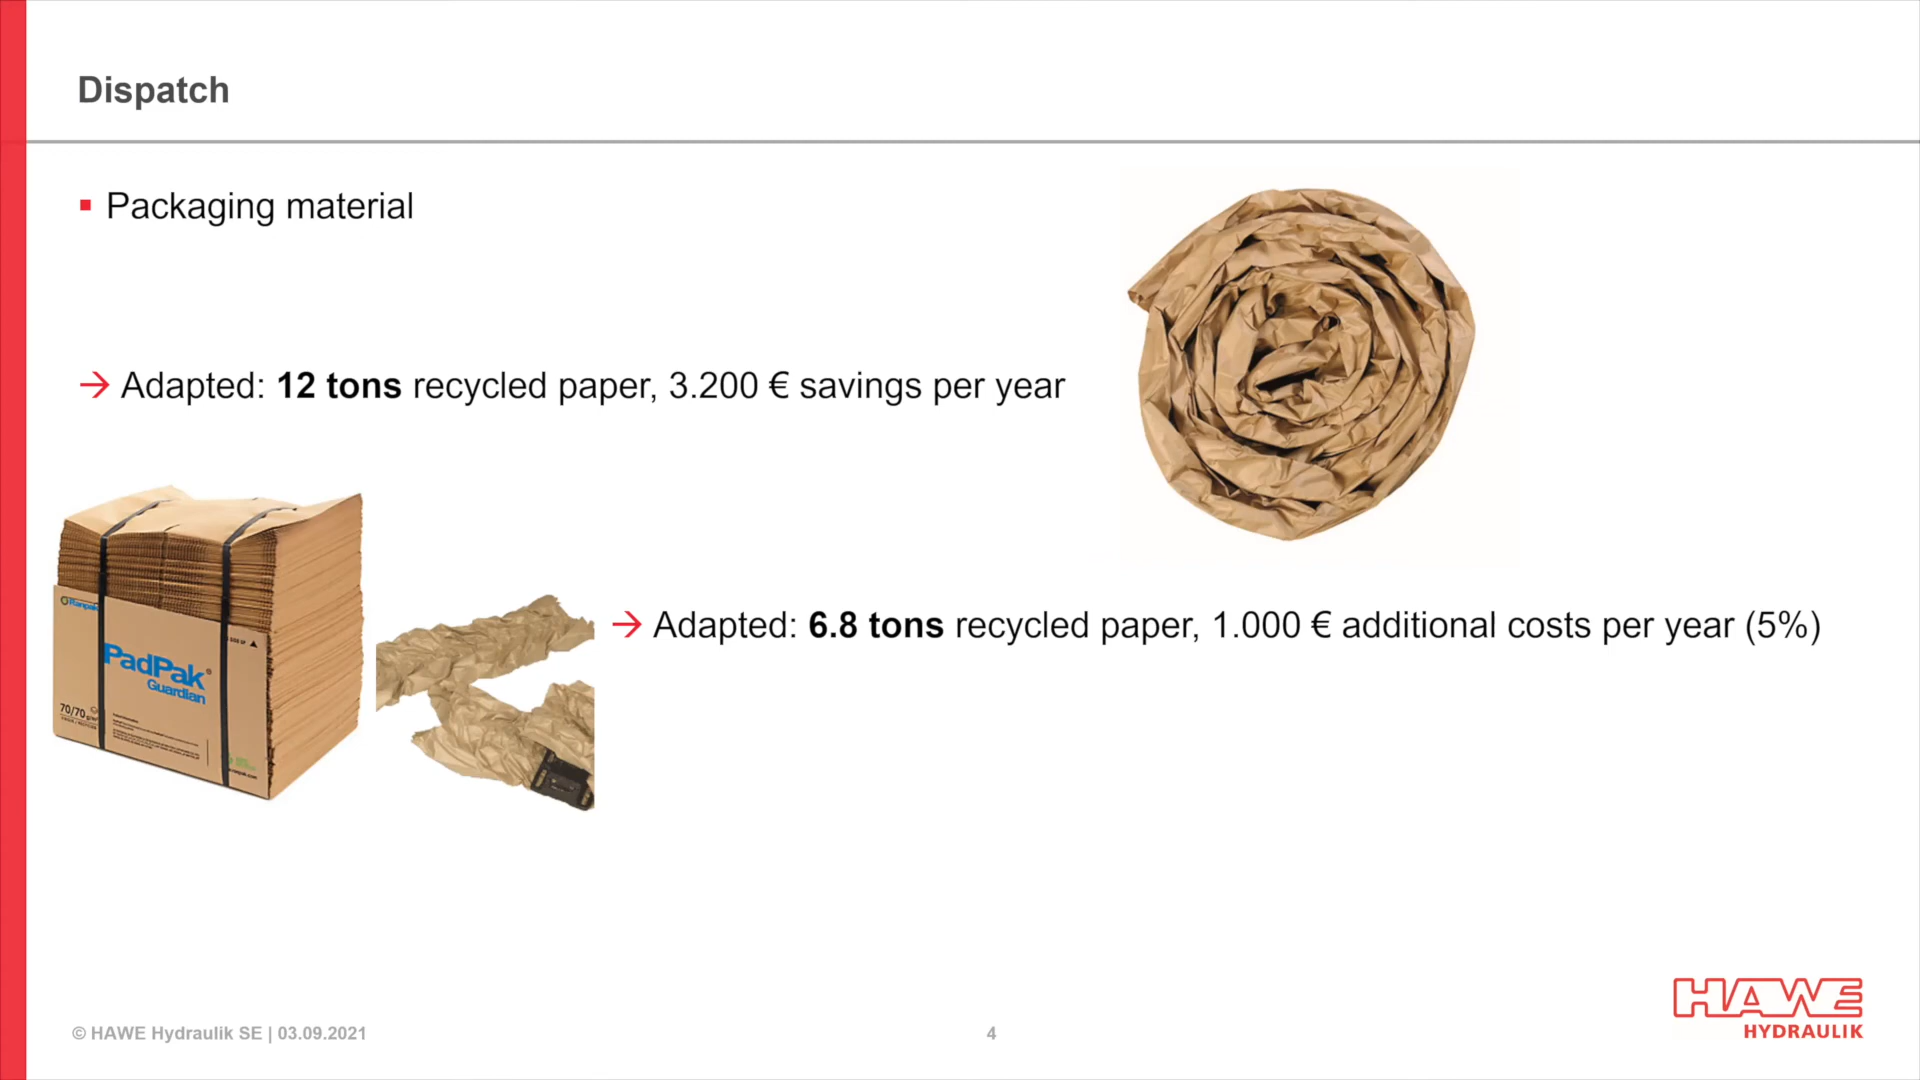 Dispatch
Packaging material
→ Adapted: 12 tons recycled paper, 3.200 € savings per year
→ Adapted: 6.8 tons recycled paper, 1.000 € additional costs per year (5%)
Ranpak
PadPak®
Guardian
70/70 g/m²
© HAWE Hydraulik SE | 03.09.2021
4
HAWE
HYDRAULIK